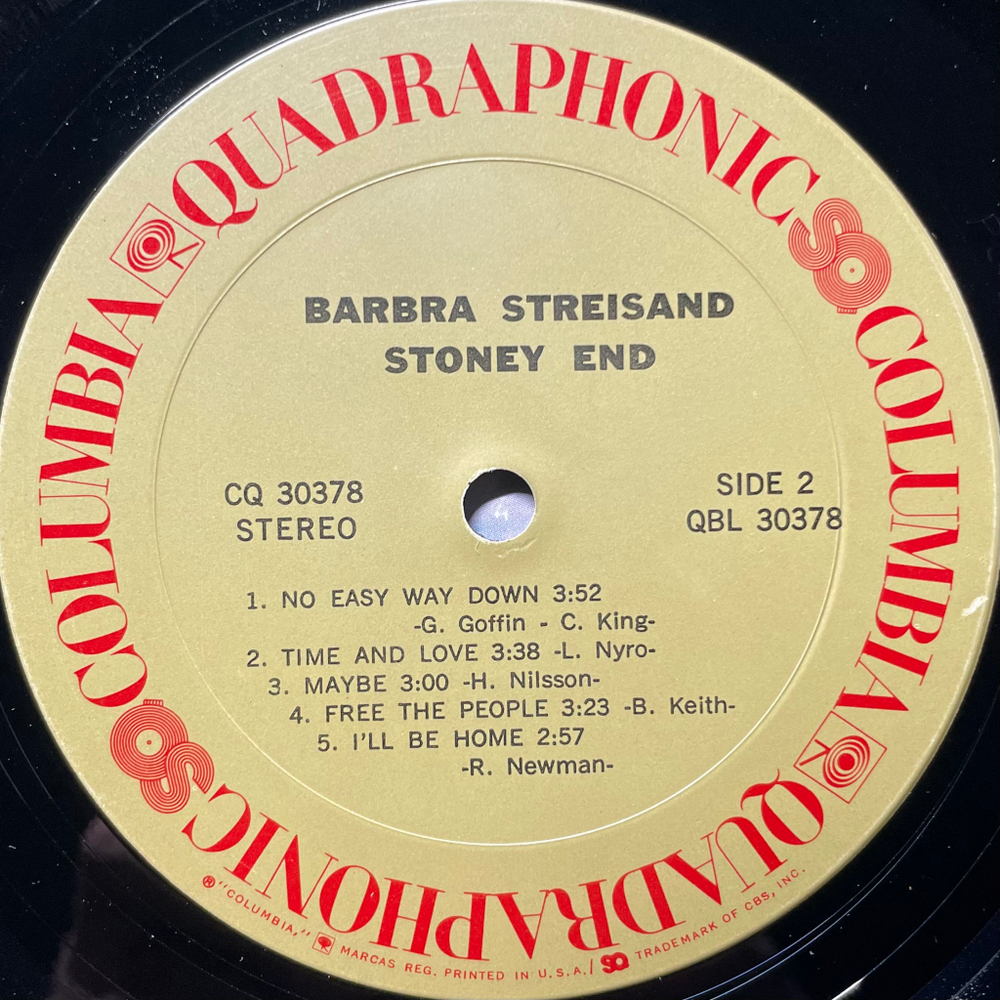 QUADRAPHONIC SQ COLUMBIA QUADRAPHONIC SQ COLUMBIA
BARBRA STREISAND
STONEY END
CQ 30378
STEREO
SIDE 2
QBL 30378
1. NO EASY WAY DOWN 3:52
-G. Goffin - C. King-
2. TIME AND LOVE 3:38 -L. Nyro-
3. MAYBE 3:00 -H. Nilsson-
4. FREE THE PEOPLE 3:23 -B. Keith-
5. I'LL BE HOME 2:57
-R. Newman-
® "COLUMBIA," MARCAS REG. PRINTED IN U.S.A./ SQ TRADEMARK OF CBS, INC.